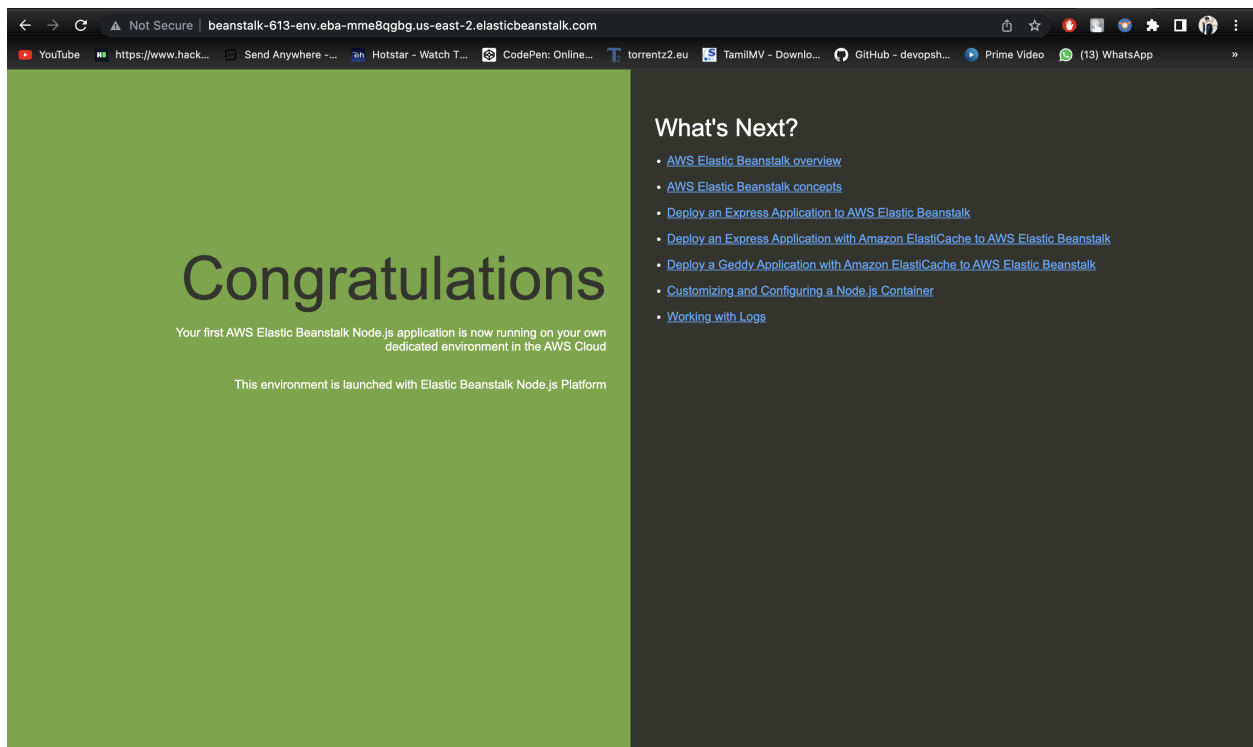 Not Secure | beanstalk-613-env.eba-mme8qgbg.us-east-2.elasticbeanstalk.com
YouTube https://www.hack... Send Anywhere -... Hotstar - Watch T... CodePen: Online... torrentz2.eu TamilMV - Downlo... GitHub - devopsh... Prime Video (13) WhatsApp »
Congratulations
Your first AWS Elastic Beanstalk Node.js application is now running on your own
dedicated environment in the AWS Cloud
This environment is launched with Elastic Beanstalk Node.js Platform
What's Next?
• AWS Elastic Beanstalk overview
• AWS Elastic Beanstalk concepts
• Deploy an Express Application to AWS Elastic Beanstalk
• Deploy an Express Application with Amazon ElastiCache to AWS Elastic Beanstalk
• Deploy a Geddy Application with Amazon ElastiCache to AWS Elastic Beanstalk
• Customizing and Configuring a Node.js Container
• Working with Logs